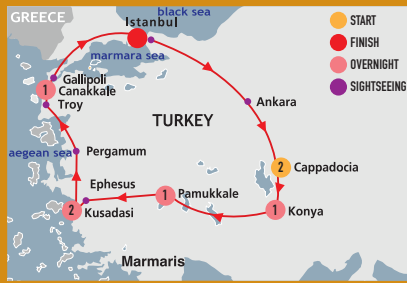 GREECE
black sea
Istanbul
marmara sea
START
FINISH
OVERNIGHT
SIGHTSEEING
Gallipoli
1
Canakkale
Troy
Ankara
TURKEY
aegean sea
Pergamum
2
Cappadocia
Ephesus
1
Pamukkale
2
Kusadasi
1
Konya
Marmaris